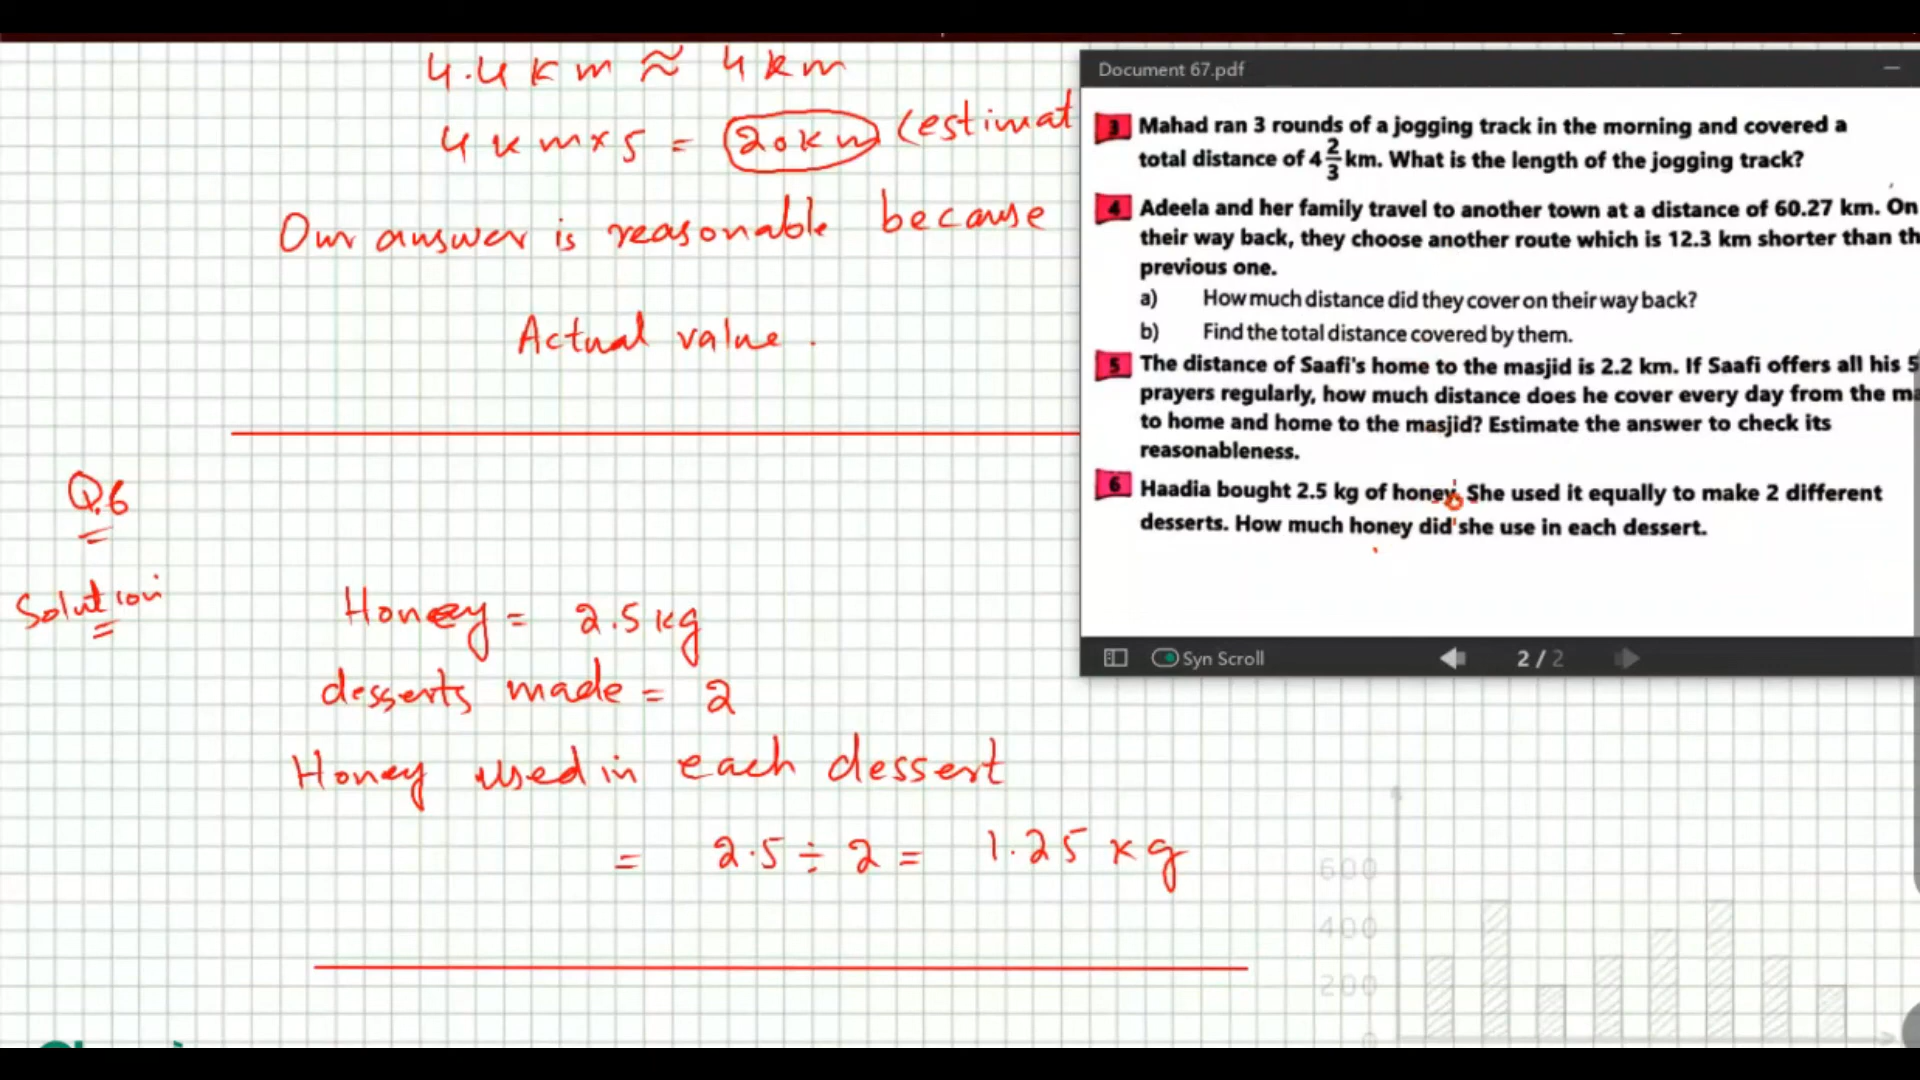 4.4 km ≈ 4 km
4 km × 5 = 20 km (estimat
Our answer is reasonable because
Actual value .
Q.6
Solution
Honey = 2.5 kg
desserts made = 2
Honey used in each dessert
= 2.5 ÷ 2 = 1.25 kg
Document 67.pdf
3 Mahad ran 3 rounds of a jogging track in the morning and covered a
total distance of 4 2/3 km. What is the length of the jogging track?
4 Adeela and her family travel to another town at a distance of 60.27 km. On
their way back, they choose another route which is 12.3 km shorter than th
previous one.
a) How much distance did they cover on their way back?
b) Find the total distance covered by them.
5 The distance of Saafi's home to the masjid is 2.2 km. If Saafi offers all his 5
prayers regularly, how much distance does he cover every day from the ma
to home and home to the masjid? Estimate the answer to check its
reasonableness.
6 Haadia bought 2.5 kg of honey. She used it equally to make 2 different
desserts. How much honey did she use in each dessert.
Syn Scroll
2 / 2
600
400
200
0